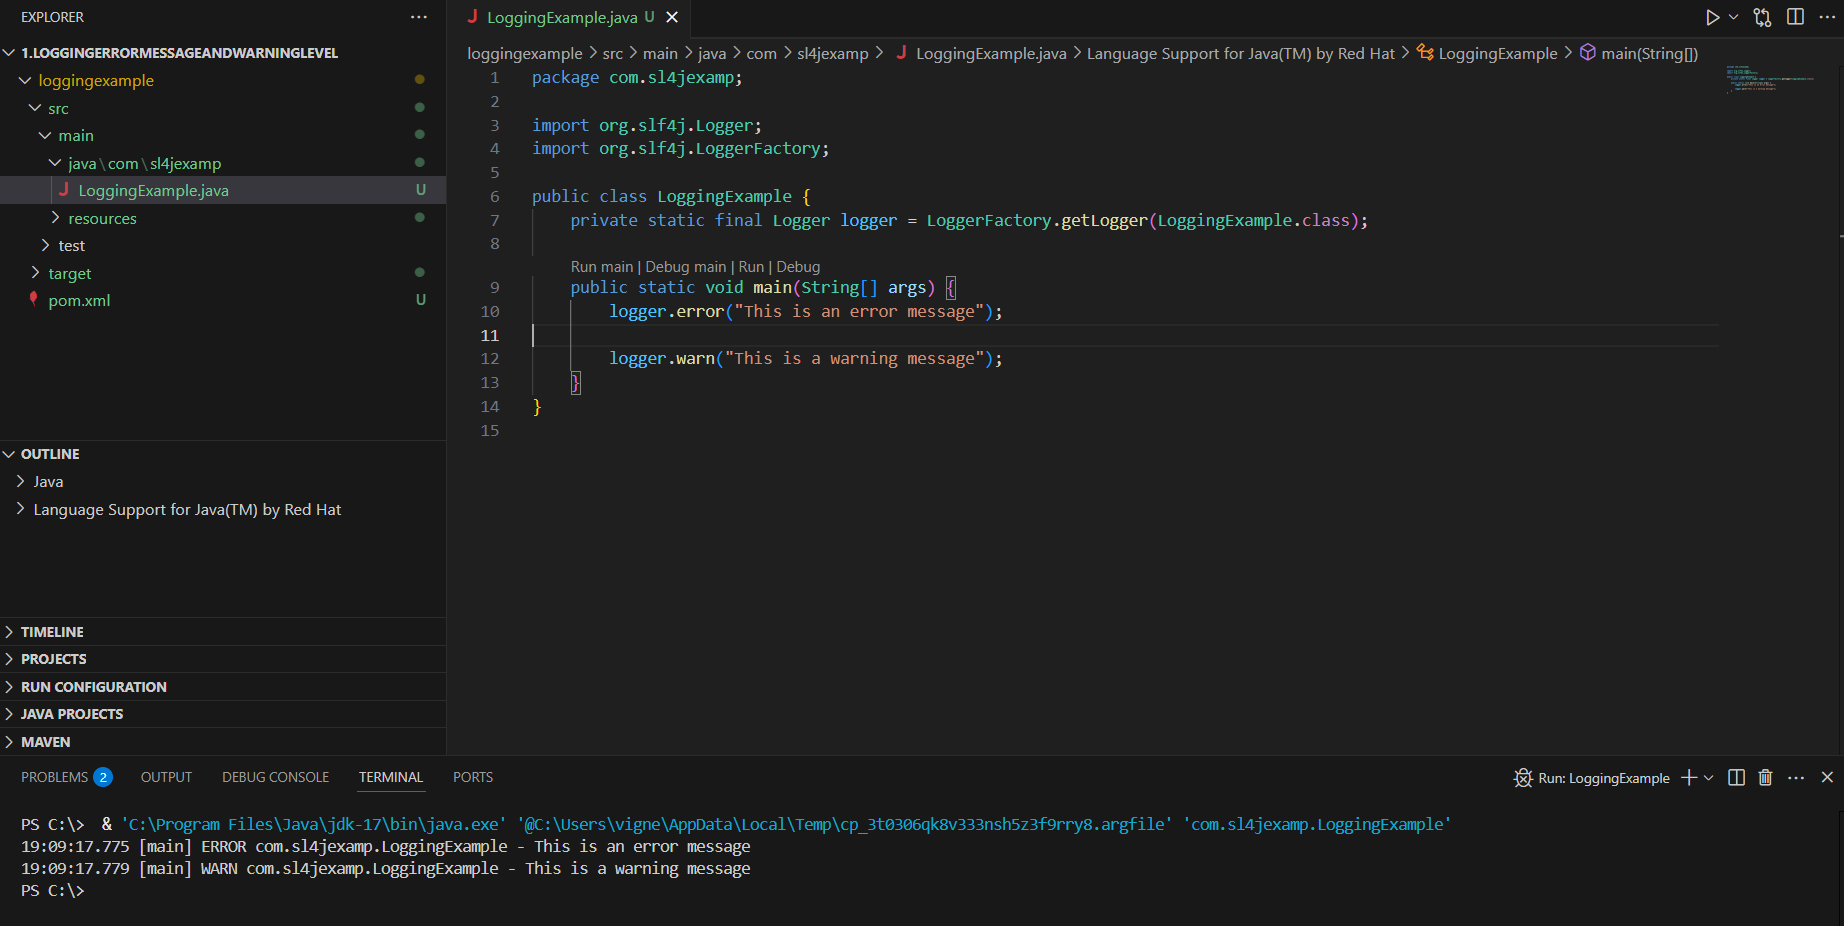 EXPLORER
1.LOGGINGERRORMESSAGEANDWARNINGLEVEL
loggingexample
src
main
java\com\sl4jexamp
LoggingExample.java U
resources
test
target
pom.xml U
OUTLINE
Java
Language Support for Java(TM) by Red Hat
TIMELINE
PROJECTS
RUN CONFIGURATION
JAVA PROJECTS
MAVEN
LoggingExample.java U
loggingexample > src > main > java > com > sl4jexamp > LoggingExample.java > Language Support for Java(TM) by Red Hat > LoggingExample > main(String[])
1 package com.sl4jexamp;
2
3 import org.slf4j.Logger;
4 import org.slf4j.LoggerFactory;
5
6 public class LoggingExample {
7 private static final Logger logger = LoggerFactory.getLogger(LoggingExample.class);
8
Run main | Debug main | Run | Debug
9 public static void main(String[] args) {
10 logger.error("This is an error message");
11
12 logger.warn("This is a warning message");
13 }
14 }
15
PROBLEMS 2 OUTPUT DEBUG CONSOLE TERMINAL PORTS
Run: LoggingExample
PS C:\> & 'C:\Program Files\Java\jdk-17\bin\java.exe' '@C:\Users\vigne\AppData\Local\Temp\cp_3t0306qk8v333nsh5z3f9rry8.argfile' 'com.sl4jexamp.LoggingExample'
19:09:17.775 [main] ERROR com.sl4jexamp.LoggingExample - This is an error message
19:09:17.779 [main] WARN com.sl4jexamp.LoggingExample - This is a warning message
PS C:\>